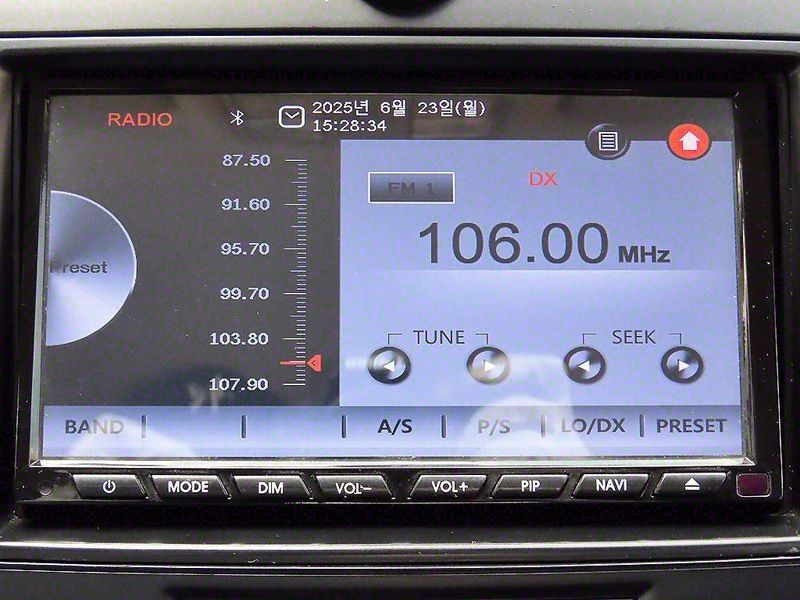 RADIO
2025년 6월 23일(월)
15:28:34
87.50
91.60
95.70
99.70
103.80
107.90
Preset
FM 1
DX
106.00 MHz
TUNE
SEEK
BAND A/S P/S LO/DX PRESET
MODE DIM VOL- VOL+ PIP NAVI